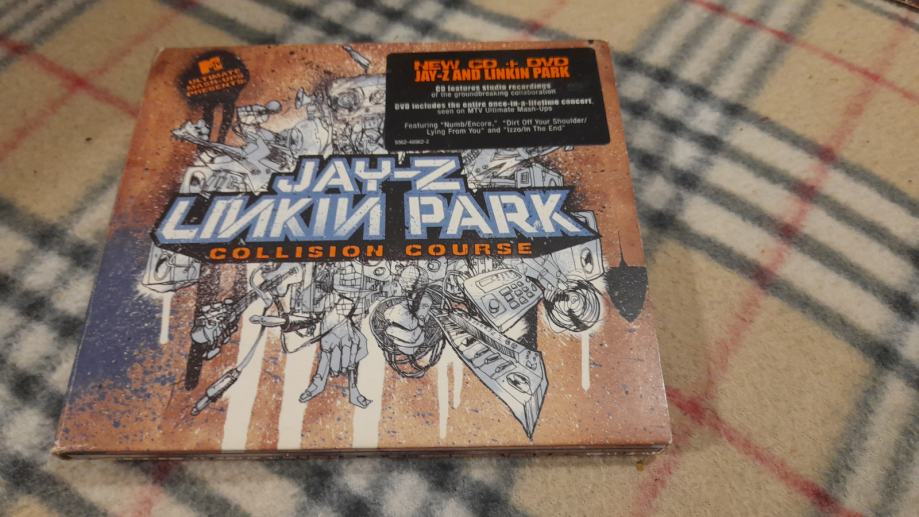 ULTIMATE
MASH-UPS
PRESENTS
NEW CD + DVD
JAY-Z AND LINKIN PARK
CD features studio recordings
of the groundbreaking collaboration
DVD includes the entire once-in-a-lifetime concert,
seen on MTV Ultimate Mash-Ups
Featuring "Numb/Encore," "Dirt Off Your Shoulder/
Lying From You" and "Izzo/In The End"
JAY-Z
LINKIN PARK
COLLISION COURSE